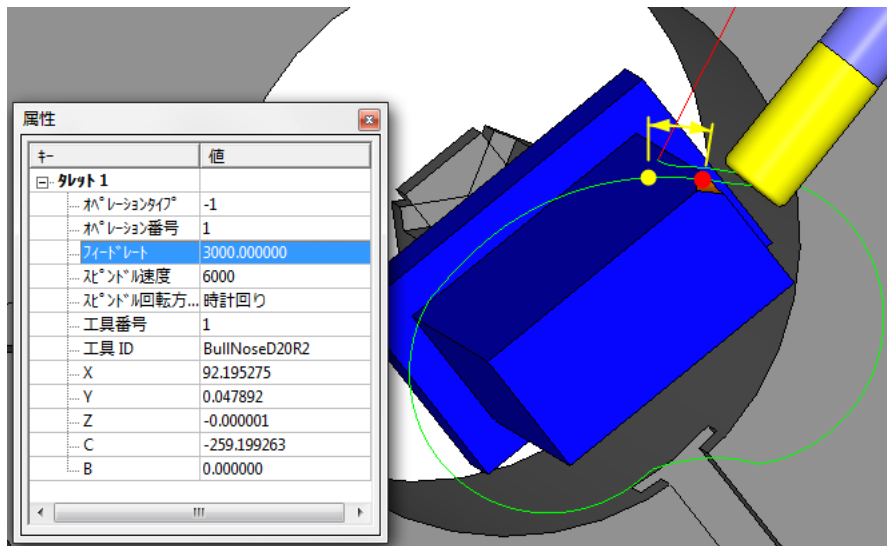 属性
キー 値
タレット 1
オペレーションタイプ -1
オペレーション番号 1
フィードレート 3000.000000
スピンドル速度 6000
スピンドル回転方... 時計回り
工具番号 1
工具 ID BullNoseD20R2
X 92.195275
Y 0.047892
Z -0.000001
C -259.199263
B 0.000000